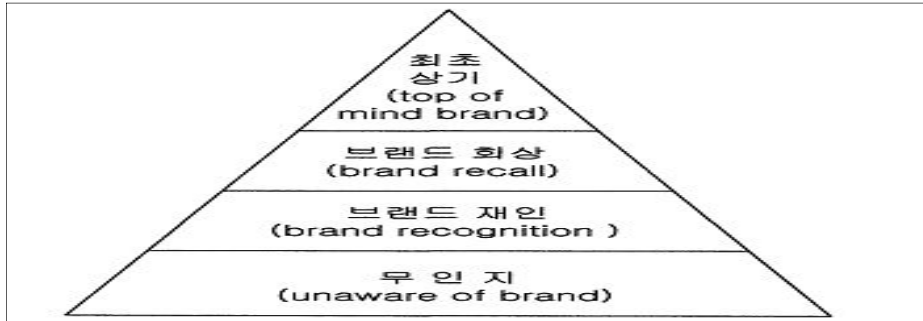 최초
상기
(top of
mind brand)
브랜드 회상
(brand recall)
브랜드 재인
(brand recognition )
무 인 지
(unaware of brand)